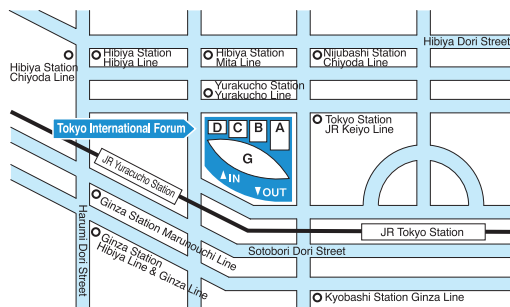 Hibiya Dori Street
Hibiya Station
Chiyoda Line
Hibiya Station
Hibiya Line
Hibiya Station
Mita Line
Nijubashi Station
Chiyoda Line
Yurakucho Station
Yurakucho Line
Tokyo International Forum
D C B A
G
IN
OUT
Tokyo Station
JR Keiyo Line
JR Yuracucho Station
Ginza Station Marunouchi Line
Ginza Station
Hibiya Line & Ginza Line
Harumi Dori Street
JR Tokyo Station
Sotobori Dori Street
Kyobashi Station Ginza Line